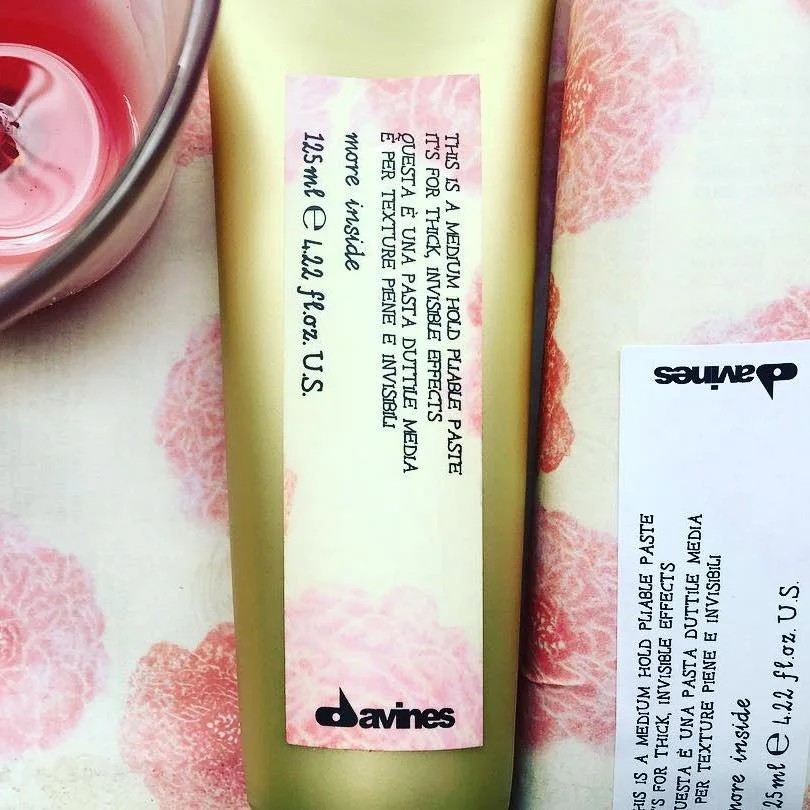 THIS IS A MEDIUM HOLD PLIABLE PASTE
IT'S FOR THICK, INVISIBLE EFFECTS
QUESTA È UNA PASTA DUTTILE MEDIA
È PER TEXTURE PIENE E INVISIBILI
more inside
125ml ℮ 4.22 fl.oz. U.S.
davines
davines
HIS IS A MEDIUM HOLD PLIABLE PASTE
'S FOR THICK, INVISIBLE EFFECTS
UESTA È UNA PASTA DUTTILE MEDIA
PER TEXTURE PIENE E INVISIBILI
ore inside
25ml ℮ 4.22 fl.oz. U.S.